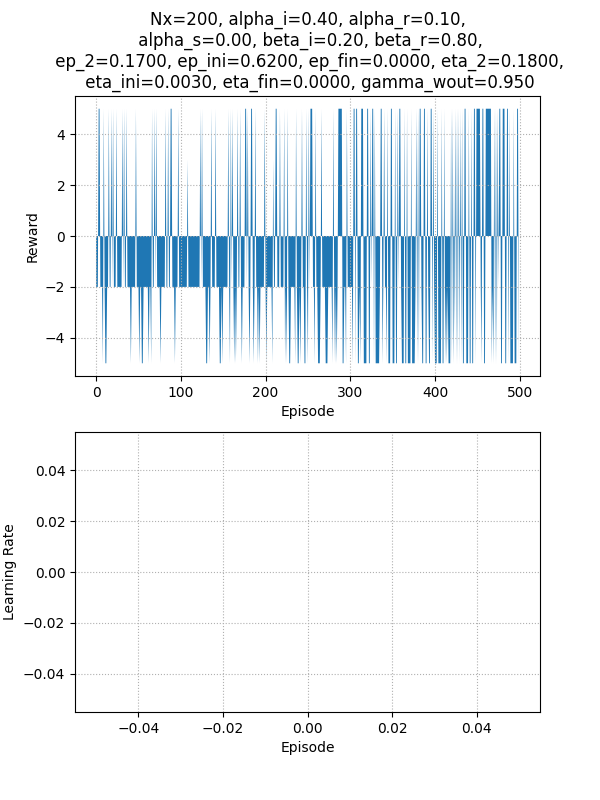 Nx=200, alpha_i=0.40, alpha_r=0.10,
alpha_s=0.00, beta_i=0.20, beta_r=0.80,
ep_2=0.1700, ep_ini=0.6200, ep_fin=0.0000, eta_2=0.1800,
eta_ini=0.0030, eta_fin=0.0000, gamma_wout=0.950
4
2
0
−2
−4
Reward
0
100
200
300
400
500
Episode
0.04
0.02
0.00
−0.02
−0.04
Learning Rate
−0.04
−0.02
0.00
0.02
0.04
Episode